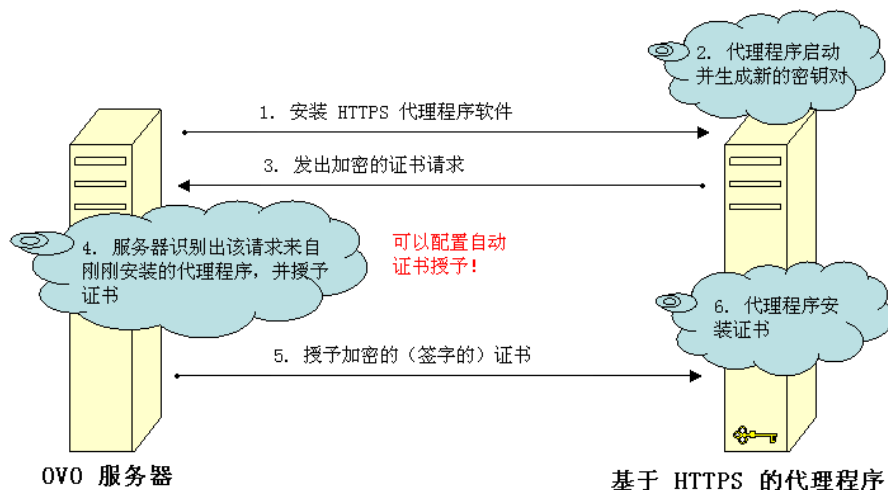 2. 代理程序启动
并生成新的密钥对
1. 安装 HTTPS 代理程序软件
3. 发出加密的证书请求
4. 服务器识别出该请求来自
刚刚安装的代理程序，并授予
证书
可以配置自动
证书授予!
6. 代理程序安
装证书
5. 授予加密的（签字的）证书
OVO 服务器
基于 HTTPS 的代理程序